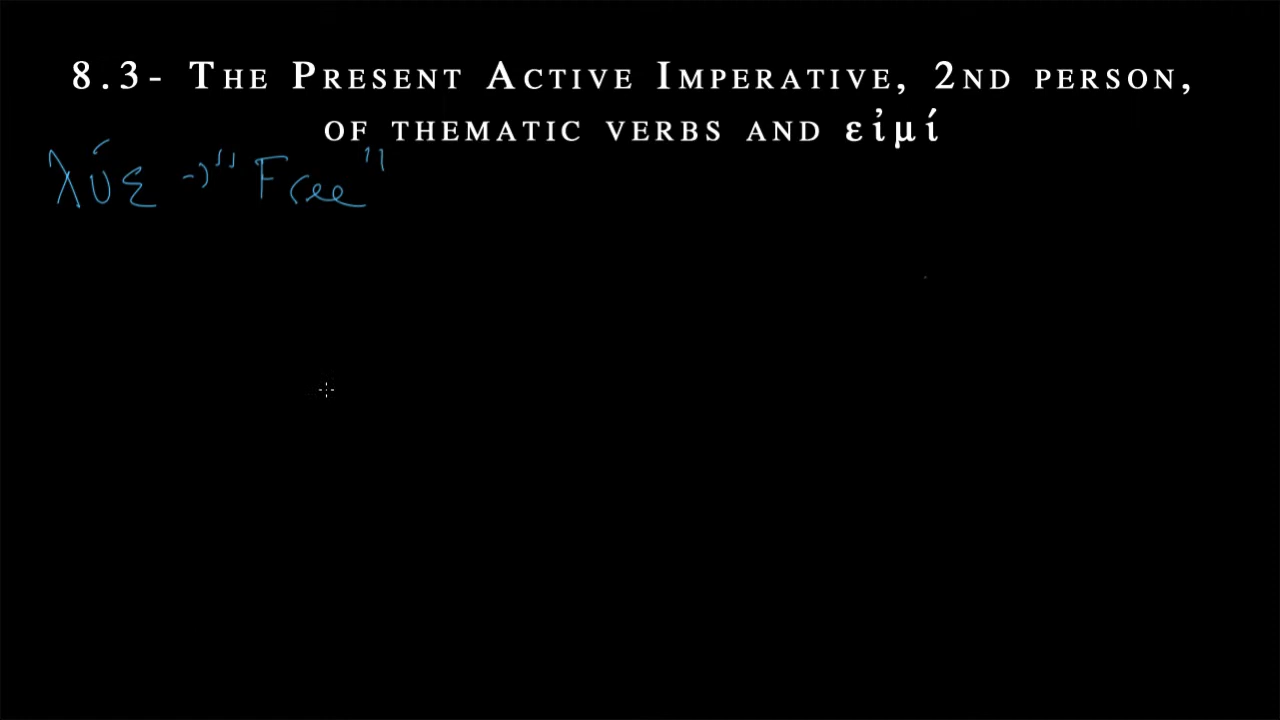 8.3- The Present Active Imperative, 2nd person,
of thematic verbs and εἰμί
λύε → "Free"